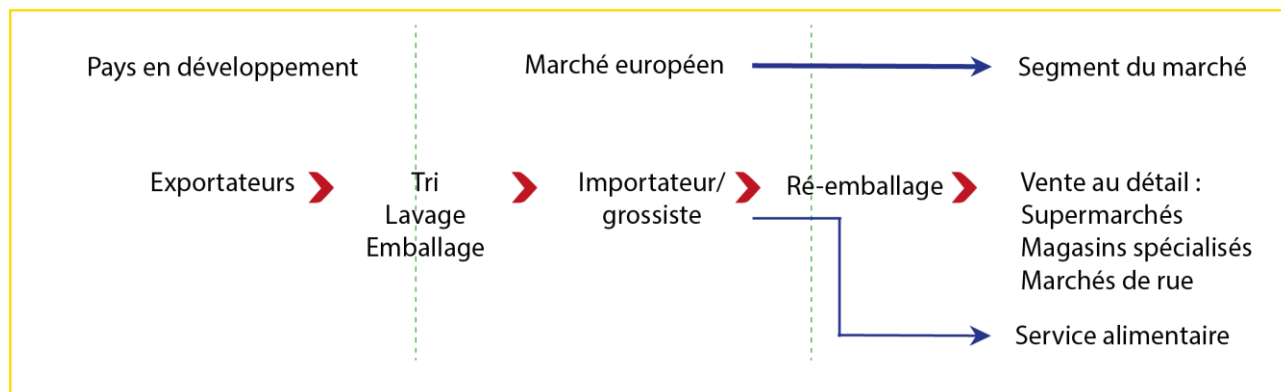 Pays en développement
Marché européen
Segment du marché
Exportateurs
Tri
Lavage
Emballage
Importateur/
grossiste
Ré-emballage
Vente au détail :
Supermarchés
Magasins spécialisés
Marchés de rue
Service alimentaire